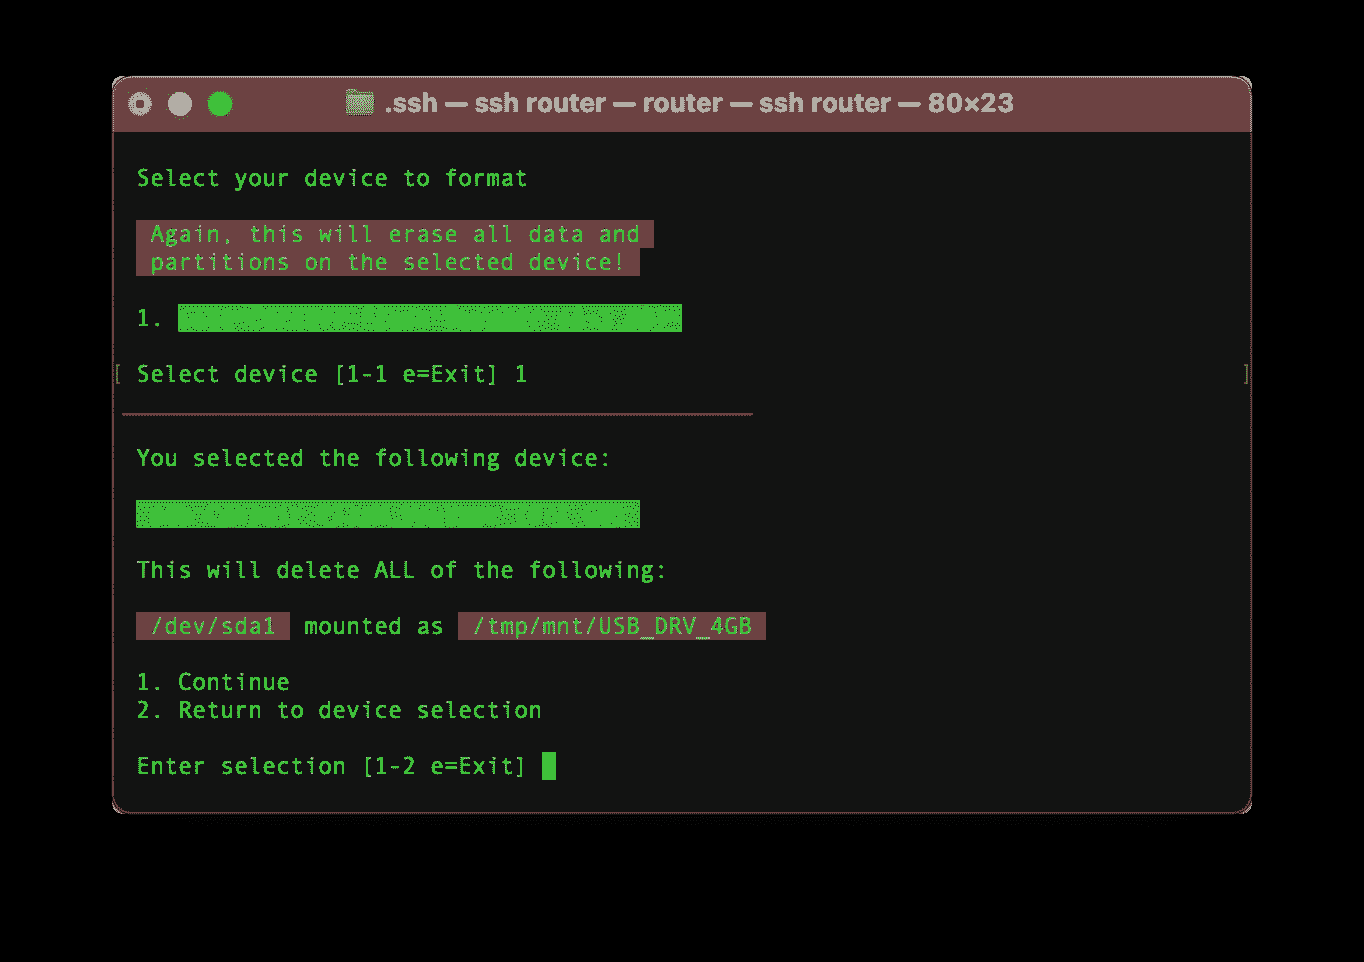 .ssh — ssh router — router — ssh router — 80×23
Select your device to format
Again, this will erase all data and
partitions on the selected device!
1.
[ Select device [1-1 e=Exit] 1 ]
You selected the following device:
This will delete ALL of the following:
/dev/sda1 mounted as /tmp/mnt/USB_DRV_4GB
1. Continue
2. Return to device selection
Enter selection [1-2 e=Exit]